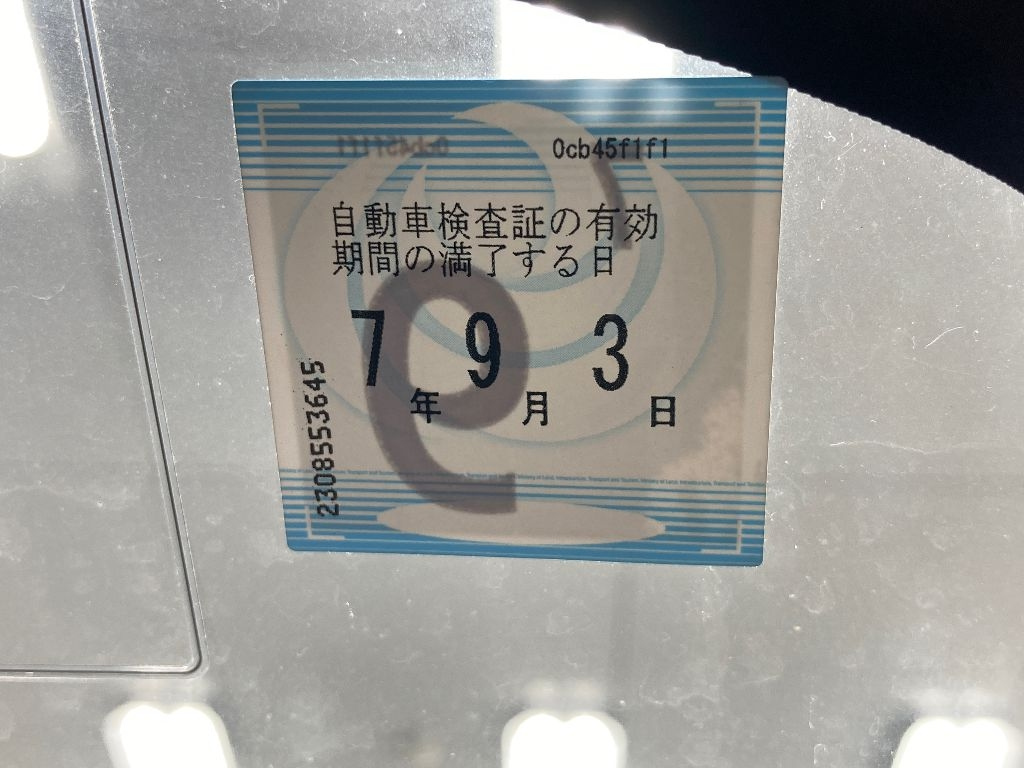 0cb45f1f1
自動車検査証の有効
期間の満了する日
7年 9月 3日
2308553645